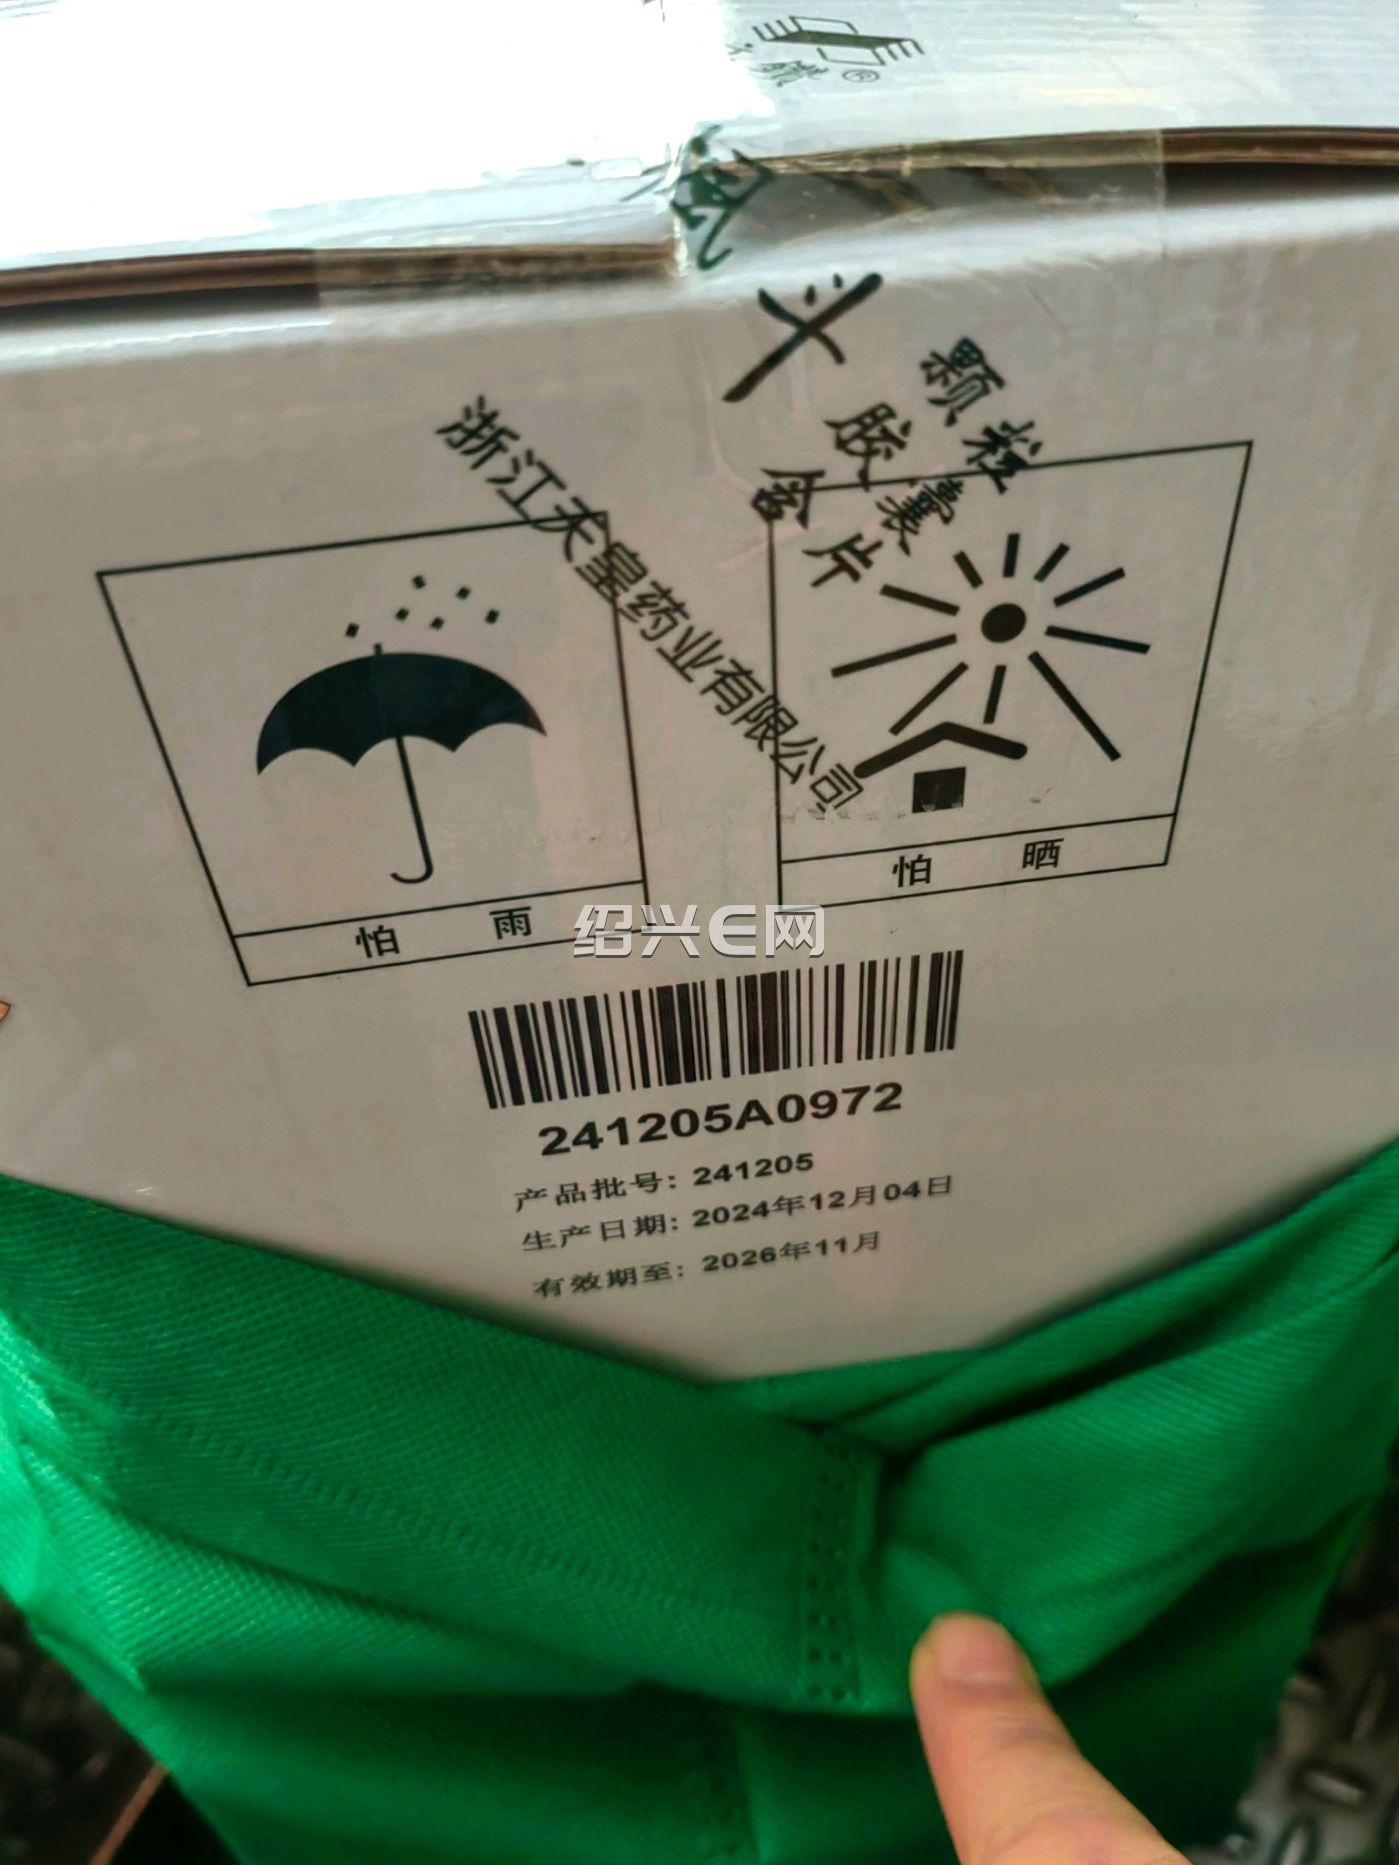 ®
斗
颗粒
胶囊
含片
浙江天皇药业有限公司
怕 雨
怕 晒
绍兴E网
241205A0972
产品批号: 241205
生产日期: 2024年12月04日
有效期至: 2026年11月